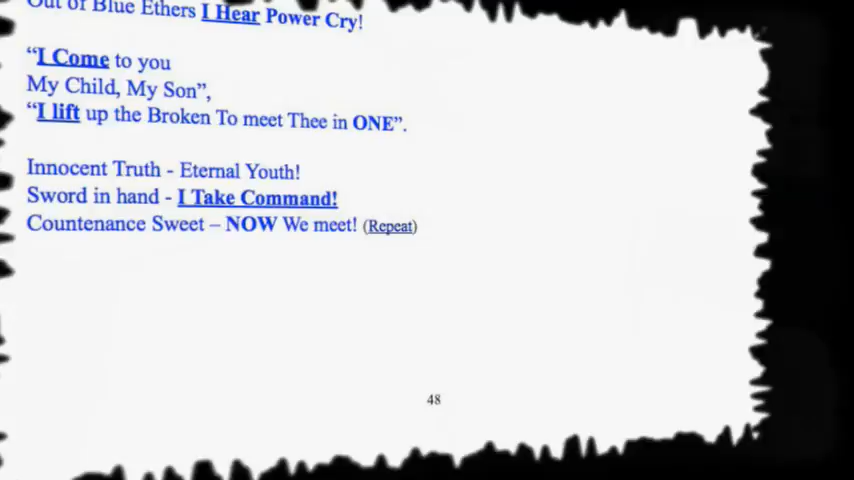 Out of Blue Ethers I Hear Power Cry!
“I Come to you
My Child, My Son”,
“I lift up the Broken To meet Thee in ONE”.
Innocent Truth - Eternal Youth!
Sword in hand - I Take Command!
Countenance Sweet – NOW We meet! (Repeat)
48